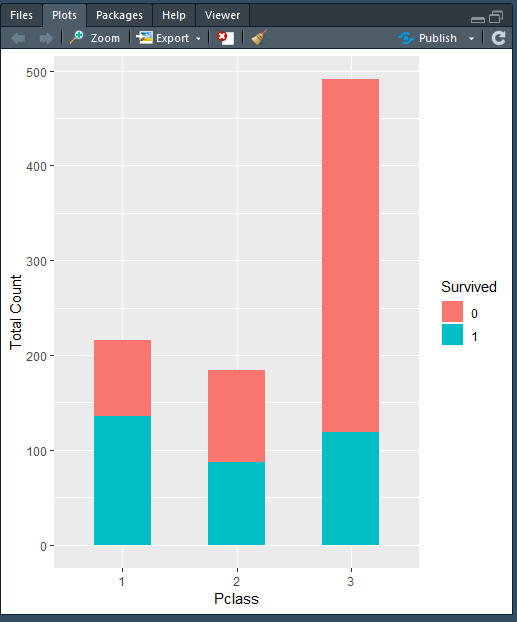 Files Plots Packages Help Viewer
Zoom Export Publish
500
400
300
200
100
0
Total Count
1 2 3
Pclass
Survived
0
1